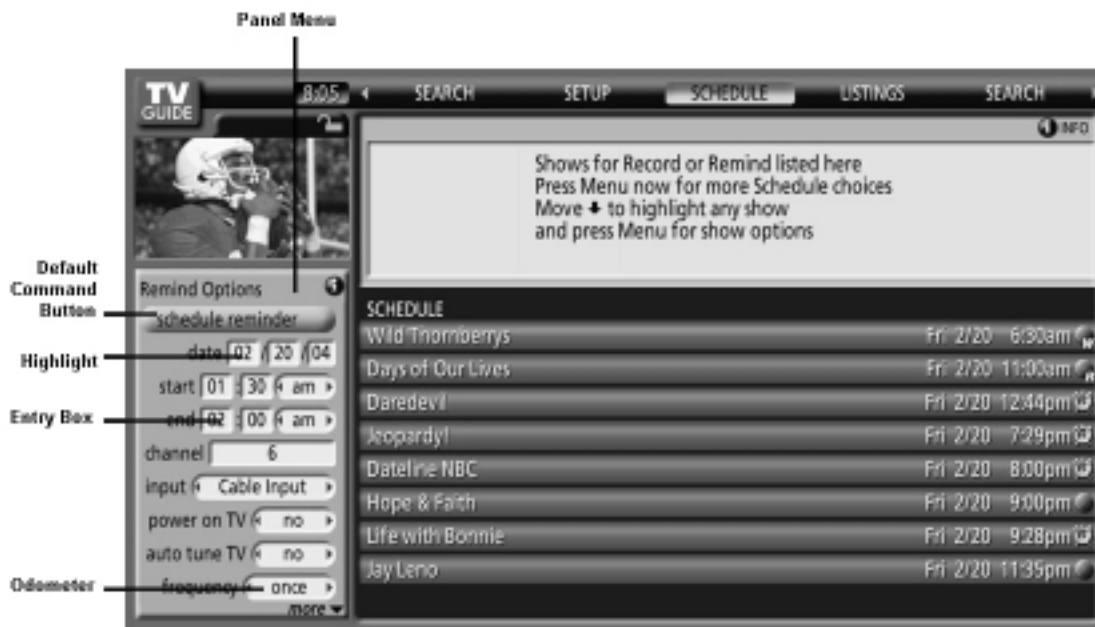 Panel Menu
TV
GUIDE
8:05
SEARCH SETUP SCHEDULE LISTINGS SEARCH
INFO
Shows for Record or Remind listed here
Press Menu now for more Schedule choices
Move to highlight any show
and press Menu for show options
Default
Command
Button
Highlight
Entry Box
Odometer
Remind Options
schedule reminder
date 02 / 20 / 04
start 01 : 30 am
end 02 : 00 am
channel 6
input Cable Input
power on TV no
auto tune TV no
frequency once
more
SCHEDULE
Wild Thornberrys Fri 2/20 6:30am
Days of Our Lives Fri 2/20 11:00am
Daredevil Fri 2/20 12:44pm
Jeopardy! Fri 2/20 7:29pm
Dateline NBC Fri 2/20 8:00pm
Hope & Faith Fri 2/20 9:00pm
Life with Bonnie Fri 2/20 9:28pm
Jay Leno Fri 2/20 11:35pm